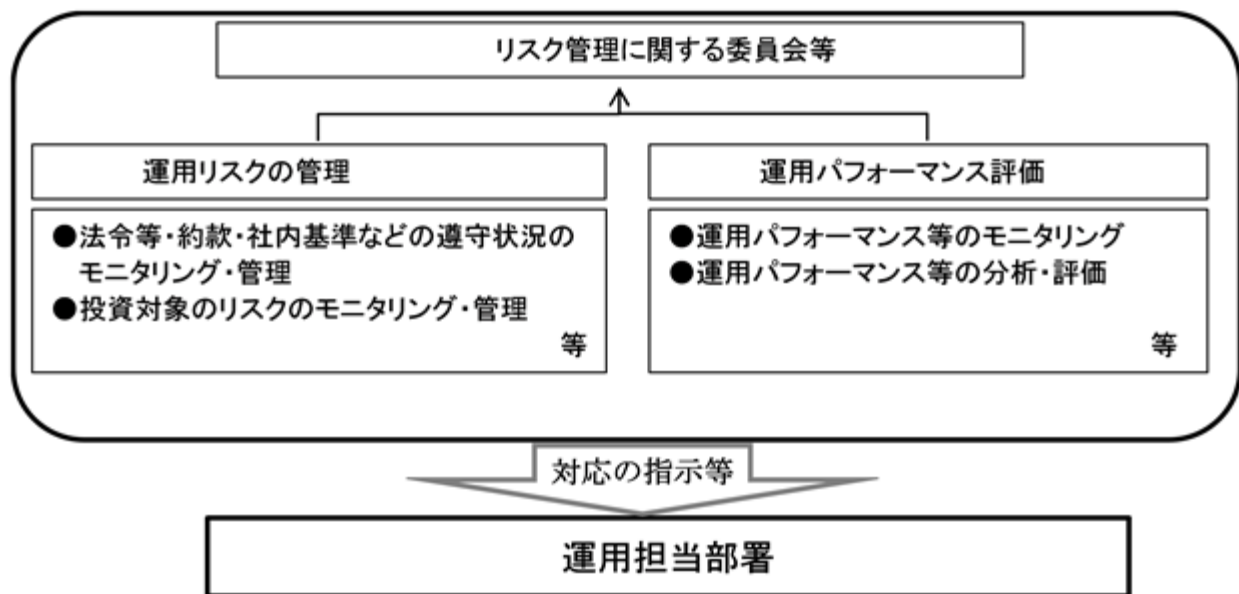 リスク管理に関する委員会等
運用リスクの管理
●法令等・約款・社内基準などの遵守状況の
モニタリング・管理
●投資対象のリスクのモニタリング・管理
等
運用パフォーマンス評価
●運用パフォーマンス等のモニタリング
●運用パフォーマンス等の分析・評価
等
対応の指示等
運用担当部署